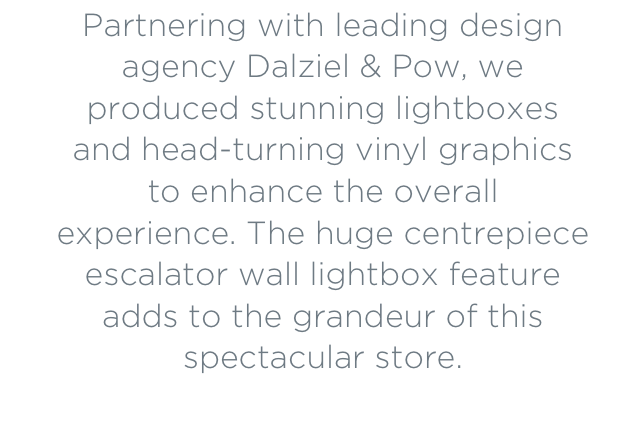 Partnering with leading design
agency Dalziel & Pow, we
produced stunning lightboxes
and head-turning vinyl graphics
to enhance the overall
experience. The huge centrepiece
escalator wall lightbox feature
adds to the grandeur of this
spectacular store.